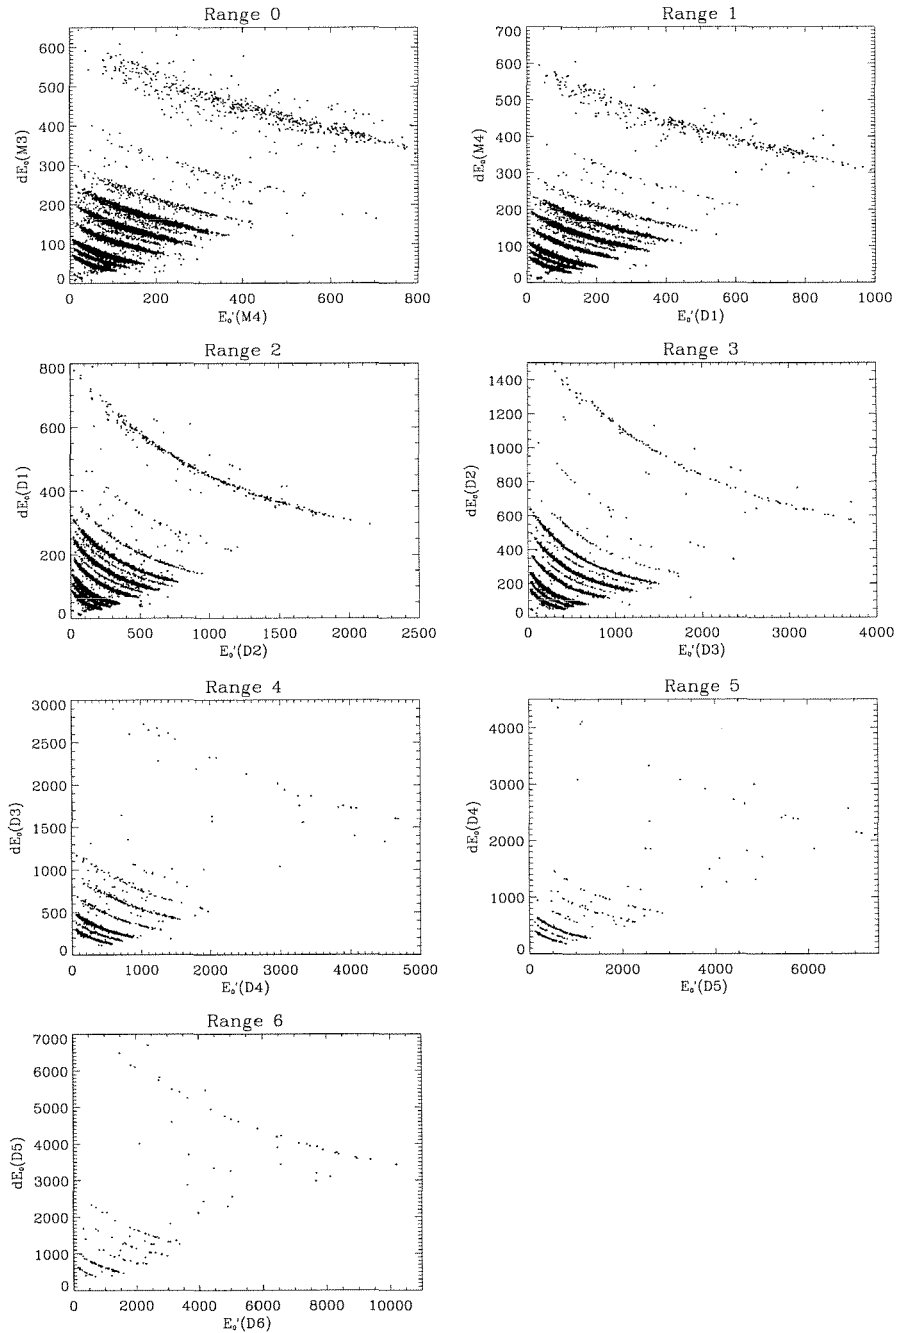 Range 0
600
500
400
300
200
100
0
dE₀(M3)
0 200 400 600 800
E₀'(M4)
Range 1
700
600
500
400
300
200
100
0
dE₀(M4)
0 200 400 600 800 1000
E₀'(D1)
Range 2
800
600
400
200
0
dE₀(D1)
0 500 1000 1500 2000 2500
E₀'(D2)
Range 3
1400
1200
1000
800
600
400
200
0
dE₀(D2)
0 1000 2000 3000 4000
E₀'(D3)
Range 4
3000
2500
2000
1500
1000
500
0
dE₀(D3)
0 1000 2000 3000 4000 5000
E₀'(D4)
Range 5
4000
3000
2000
1000
0
dE₀(D4)
0 2000 4000 6000
E₀'(D5)
Range 6
7000
6000
5000
4000
3000
2000
1000
0
dE₀(D5)
0 2000 4000 6000 8000 10000
E₀'(D6)